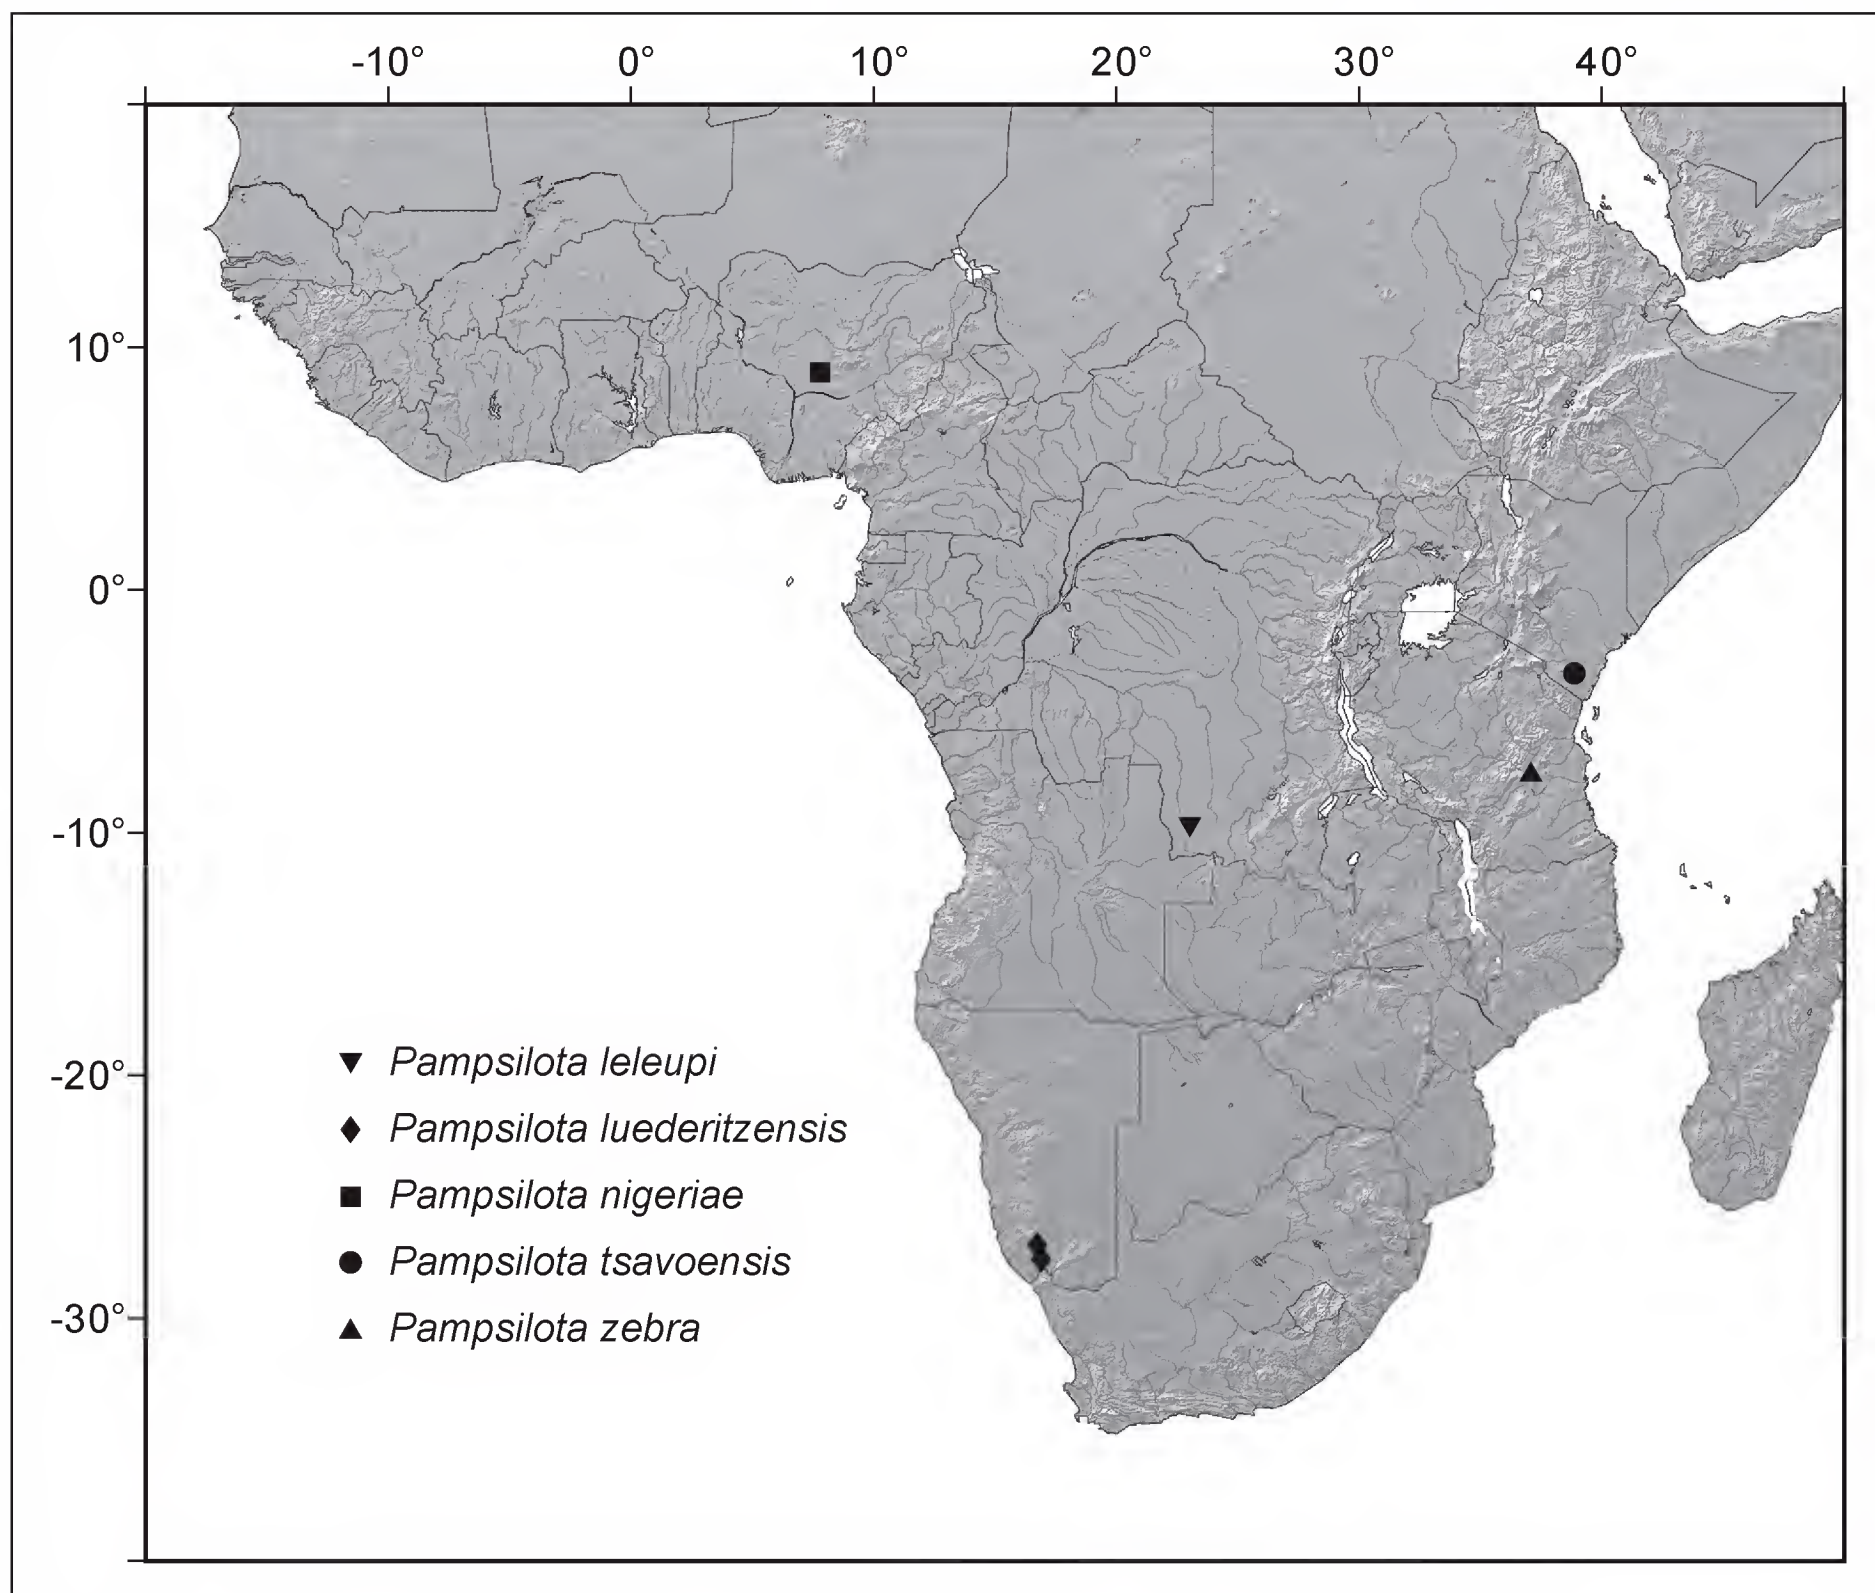 -10° 0° 10° 20° 30° 40°
10°
0°
-10°
-20°
-30°
Pampsilota leleupi
Pampsilota luederitzensis
Pampsilota nigeriae
Pampsilota tsavoensis
Pampsilota zebra